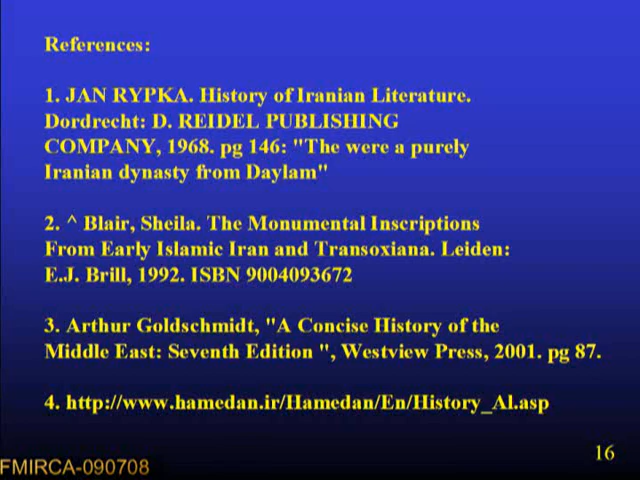 References:
1. JAN RYPKA. History of Iranian Literature.
Dordrecht: D. REIDEL PUBLISHING
COMPANY, 1968. pg 146: "The were a purely
Iranian dynasty from Daylam"
2. ^ Blair, Sheila. The Monumental Inscriptions
From Early Islamic Iran and Transoxiana. Leiden:
E.J. Brill, 1992. ISBN 9004093672
3. Arthur Goldschmidt, "A Concise History of the
Middle East: Seventh Edition ", Westview Press, 2001. pg 87.
4. http://www.hamedan.ir/Hamedan/En/History_Al.asp
16
FMIRCA-090708